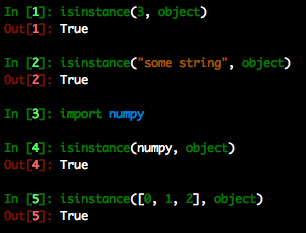 In [1]: isinstance(3, object)
Out[1]: True
In [2]: isinstance("some string", object)
Out[2]: True
In [3]: import numpy
In [4]: isinstance(numpy, object)
Out[4]: True
In [5]: isinstance([0, 1, 2], object)
Out[5]: True